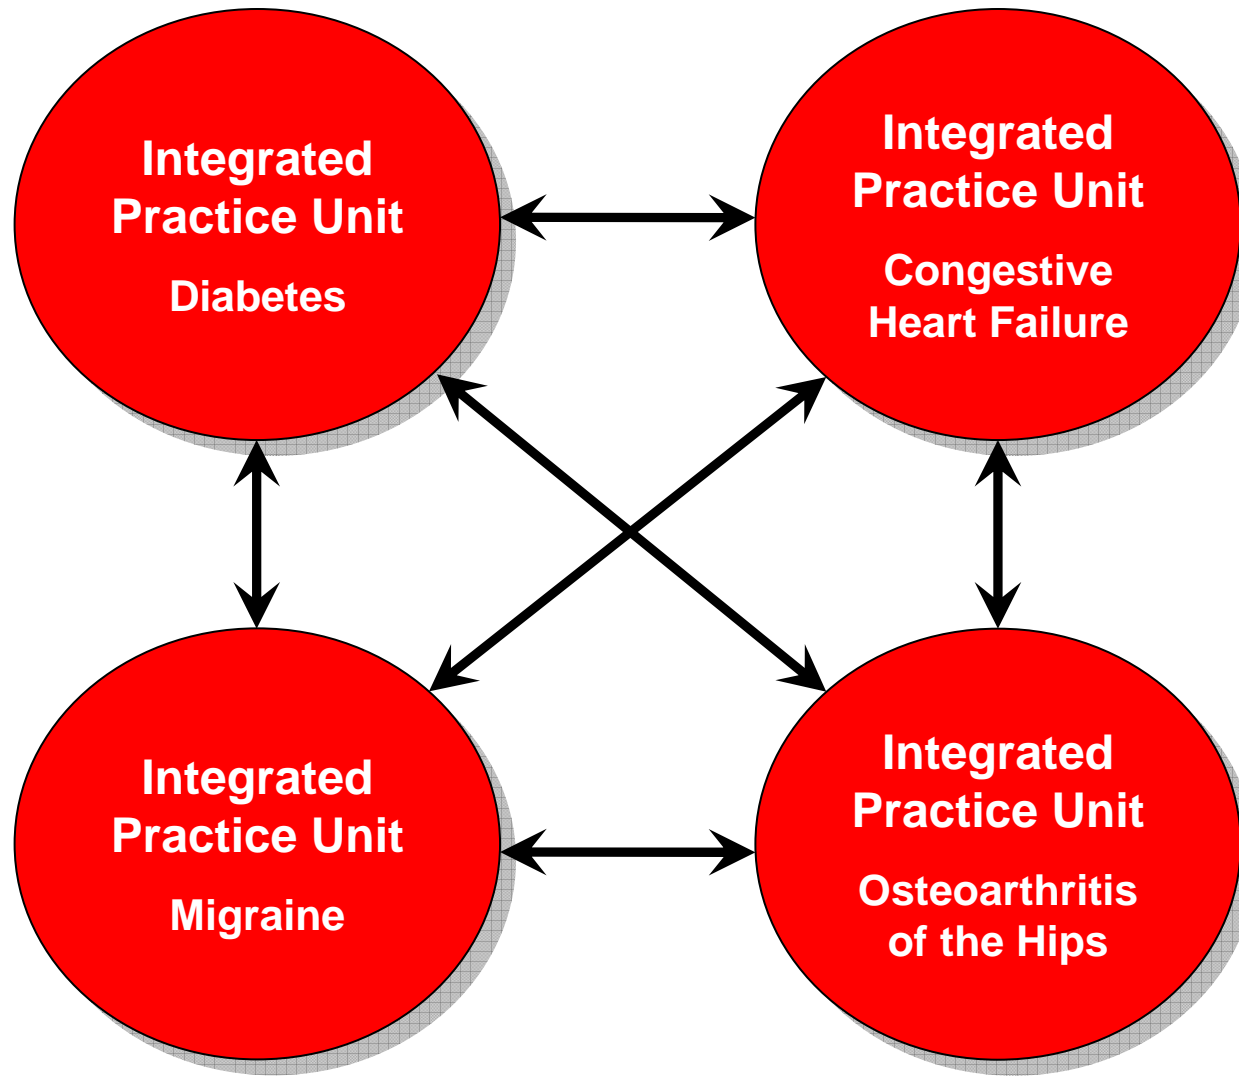 Integrated
Practice Unit
Diabetes
Integrated
Practice Unit
Congestive
Heart Failure
Integrated
Practice Unit
Migraine
Integrated
Practice Unit
Osteoarthritis
of the Hips